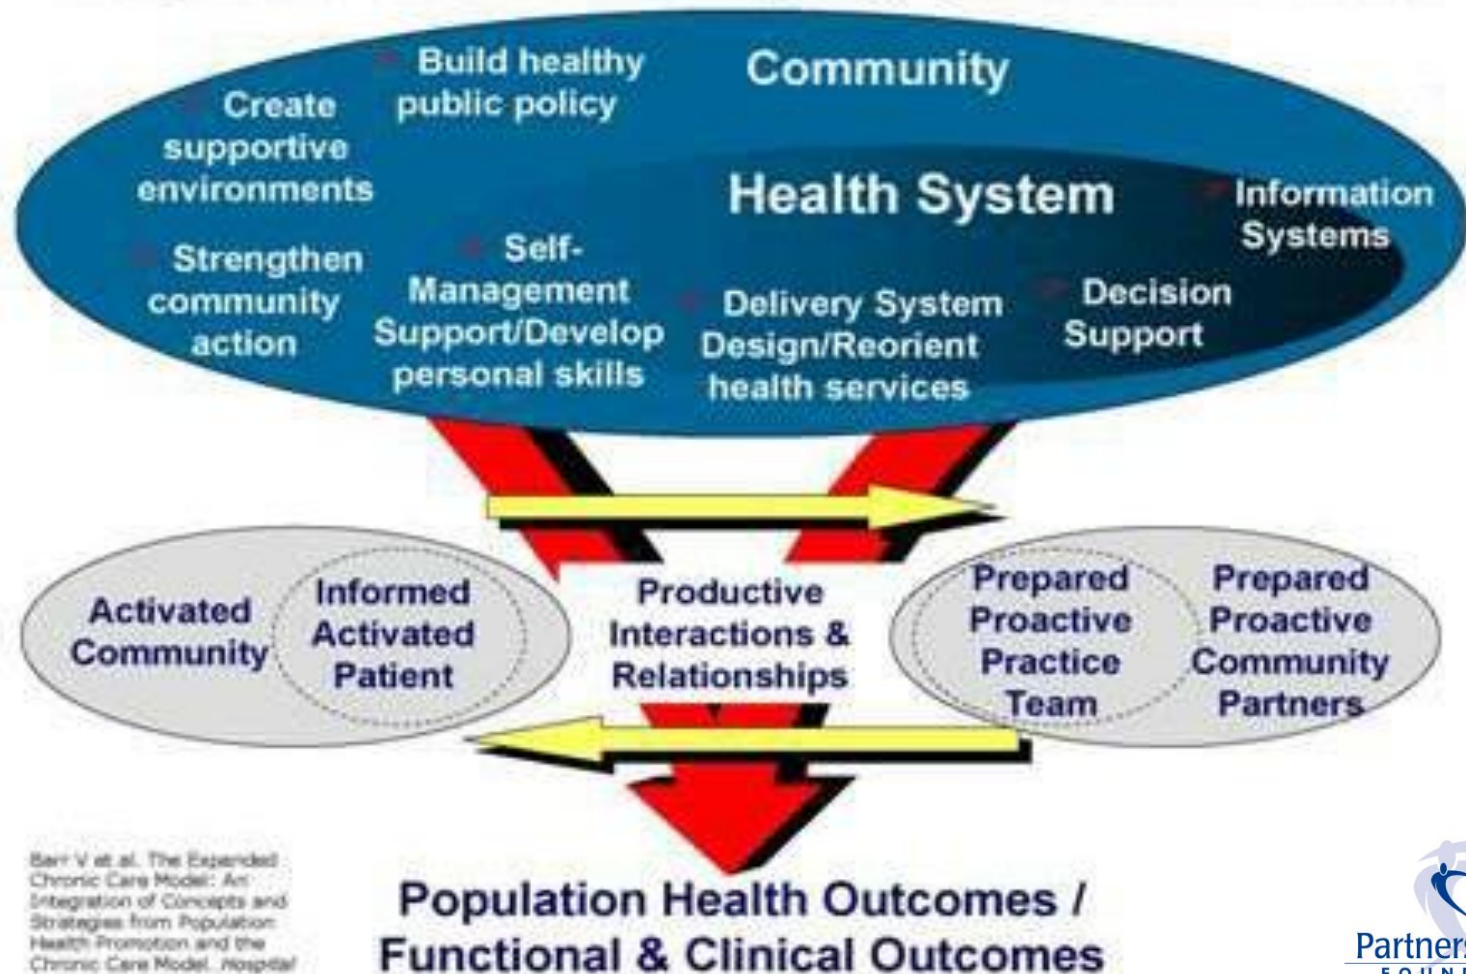 Build healthy
public policy
Community
Create
supportive
environments
Health System
Information
Systems
Strengthen
community
action
Self-
Management
Support/Develop
personal skills
Delivery System
Design/Reorient
health services
Decision
Support
Activated
Community
Informed
Activated
Patient
Productive
Interactions &
Relationships
Prepared
Proactive
Practice
Team
Prepared
Proactive
Community
Partners
Barr V et al. The Expanded
Chronic Care Model: An
Integration of Concepts and
Strategies from Population
Health Promotion and the
Chronic Care Model. Hospital
Population Health Outcomes /
Functional & Clinical Outcomes